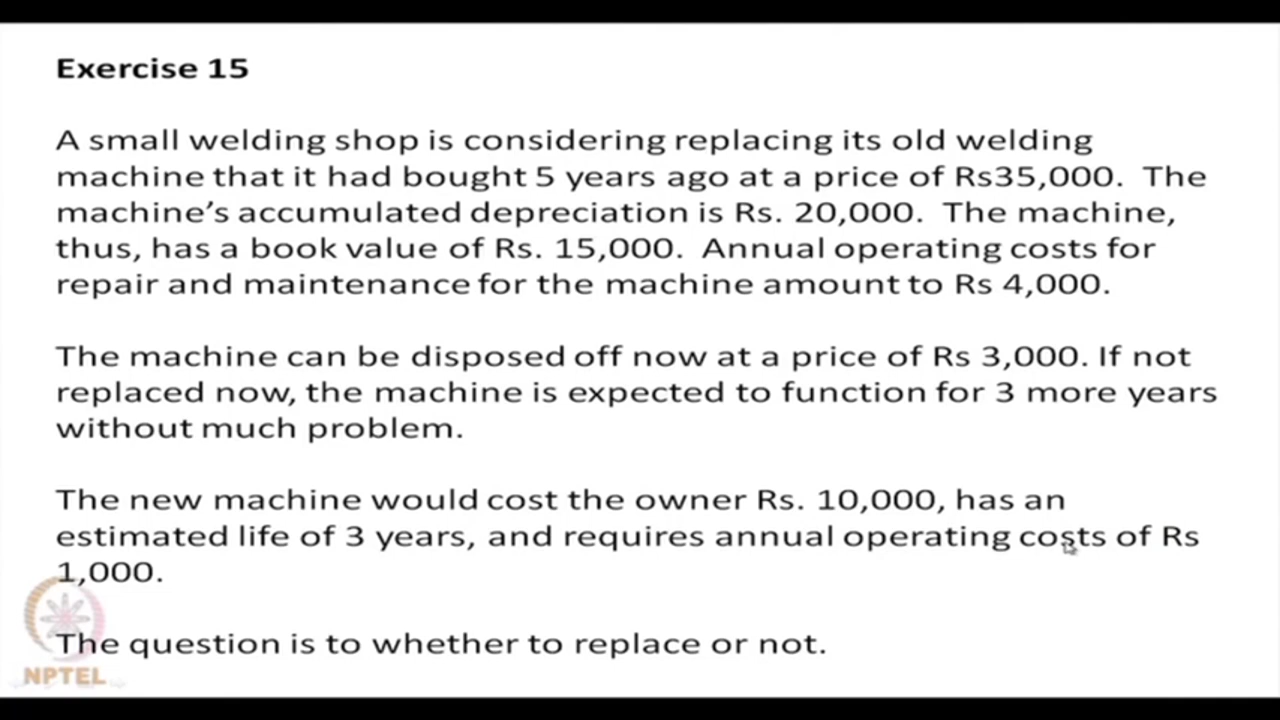 Exercise 15
A small welding shop is considering replacing its old welding
machine that it had bought 5 years ago at a price of Rs35,000.  The
machine’s accumulated depreciation is Rs. 20,000.  The machine,
thus, has a book value of Rs. 15,000.  Annual operating costs for
repair and maintenance for the machine amount to Rs 4,000.
The machine can be disposed off now at a price of Rs 3,000. If not
replaced now, the machine is expected to function for 3 more years
without much problem.
The new machine would cost the owner Rs. 10,000, has an
estimated life of 3 years, and requires annual operating costs of Rs
1,000.
The question is to whether to replace or not.
NPTEL